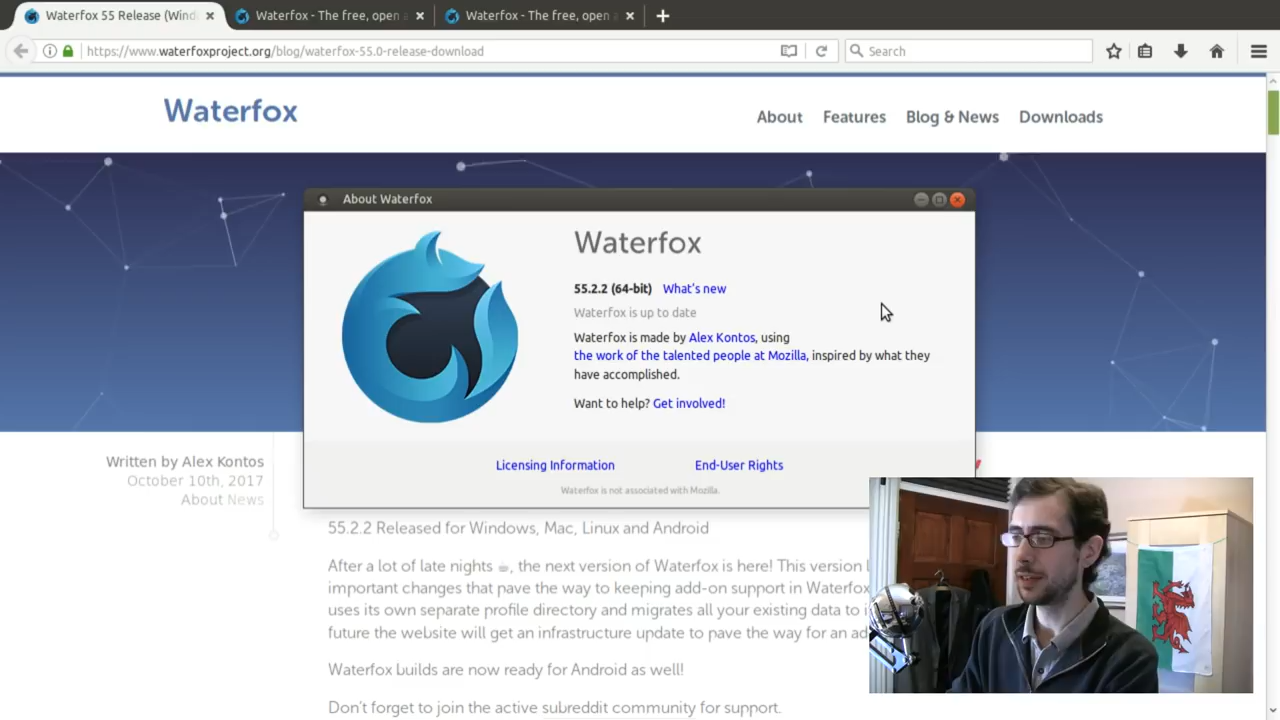 Waterfox 55 Release (Wind
Waterfox - The free, open
Waterfox - The free, open
https://www.waterfoxproject.org/blog/waterfox-55.0-release-download
Search
Waterfox
About
Features
Blog & News
Downloads
About Waterfox
Waterfox
55.2.2 (64-bit) What's new
Waterfox is up to date
Waterfox is made by Alex Kontos, using
the work of the talented people at Mozilla, inspired by what they
have accomplished.
Want to help? Get involved!
Licensing Information
End-User Rights
Waterfox is not associated with Mozilla.
Written by Alex Kontos
October 10th, 2017
About News
55.2.2 Released for Windows, Mac, Linux and Android
After a lot of late nights ☕, the next version of Waterfox is here! This version
important changes that pave the way to keeping add-on support in Waterfox
uses its own separate profile directory and migrates all your existing data to
future the website will get an infrastructure update to pave the way for an
Waterfox builds are now ready for Android as well!
Don't forget to join the active subreddit community for support.